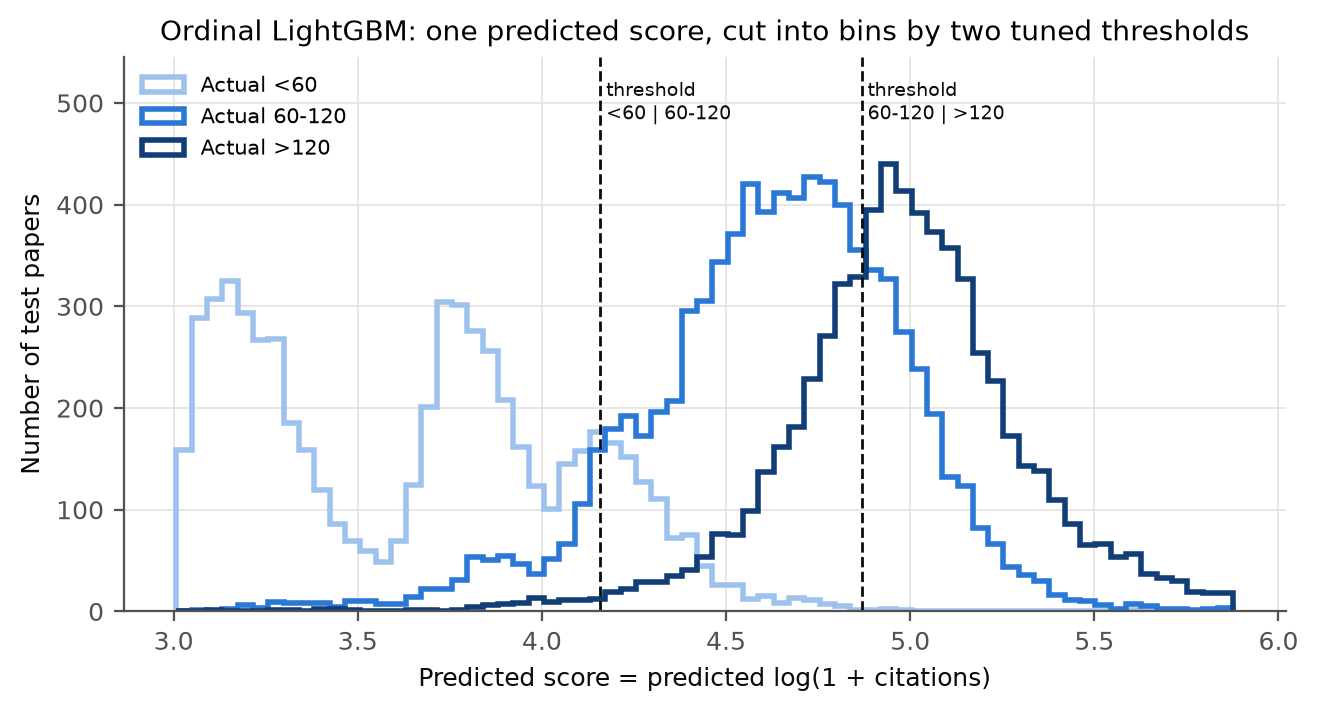 Ordinal LightGBM: one predicted score, cut into bins by two tuned thresholds
Actual <60
Actual 60-120
Actual >120
threshold
<60 | 60-120
threshold
60-120 | >120
Number of test papers
500
400
300
200
100
0
3.0
3.5
4.0
4.5
5.0
5.5
6.0
Predicted score = predicted log(1 + citations)